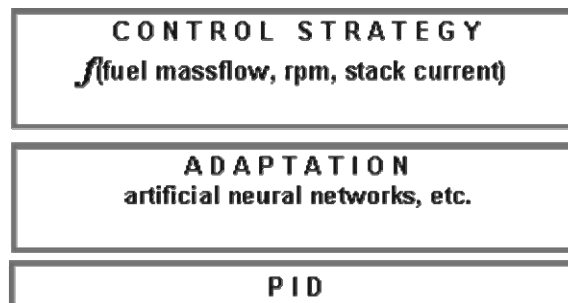 CONTROL STRATEGY
f(fuel massflow, rpm, stack current)
ADAPTATION
artificial neural networks, etc.
PID